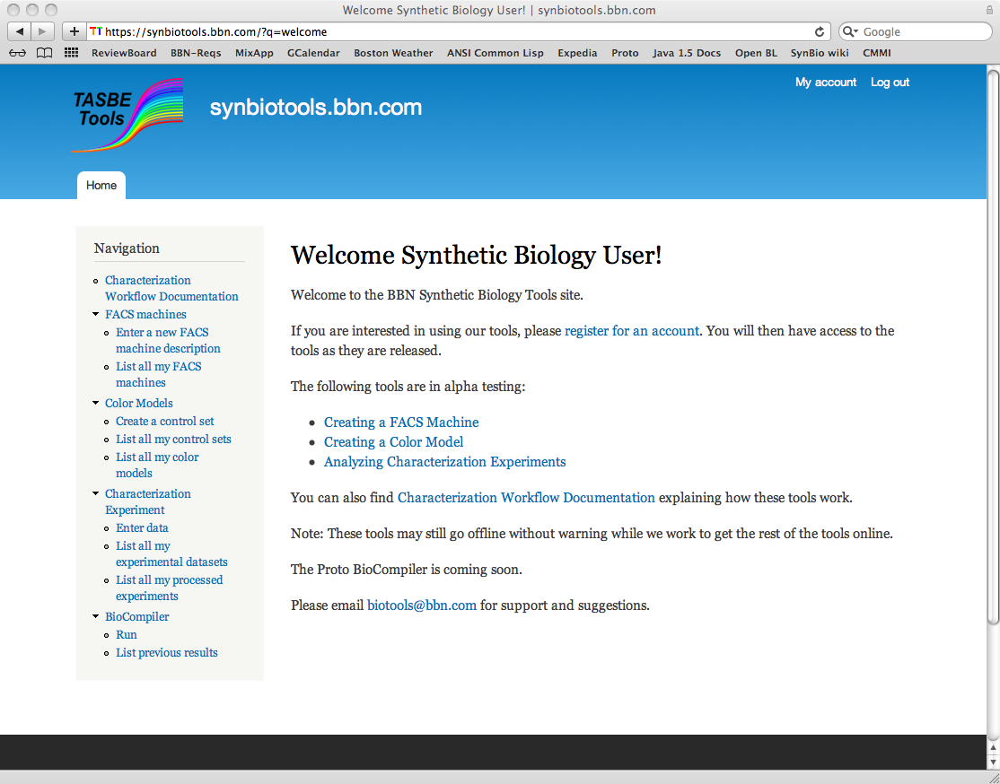 Welcome Synthetic Biology User! | synbiotools.bbn.com
https://synbiotools.bbn.com/?q=welcome
Google
ReviewBoard BBN-Reqs MixApp GCalendar Boston Weather ANSI Common Lisp Expedia Proto Java 1.5 Docs Open BL SynBio wiki CMMI
My account Log out
TASBE
Tools
synbiotools.bbn.com
Home
Navigation
Characterization
Workflow Documentation
FACS machines
Enter a new FACS
machine description
List all my FACS
machines
Color Models
Create a control set
List all my control sets
List all my color
models
Characterization
Experiment
Enter data
List all my
experimental datasets
List all my processed
experiments
BioCompiler
Run
List previous results
Welcome Synthetic Biology User!
Welcome to the BBN Synthetic Biology Tools site.
If you are interested in using our tools, please register for an account. You will then have access to the
tools as they are released.
The following tools are in alpha testing:
Creating a FACS Machine
Creating a Color Model
Analyzing Characterization Experiments
You can also find Characterization Workflow Documentation explaining how these tools work.
Note: These tools may still go offline without warning while we work to get the rest of the tools online.
The Proto BioCompiler is coming soon.
Please email biotools@bbn.com for support and suggestions.